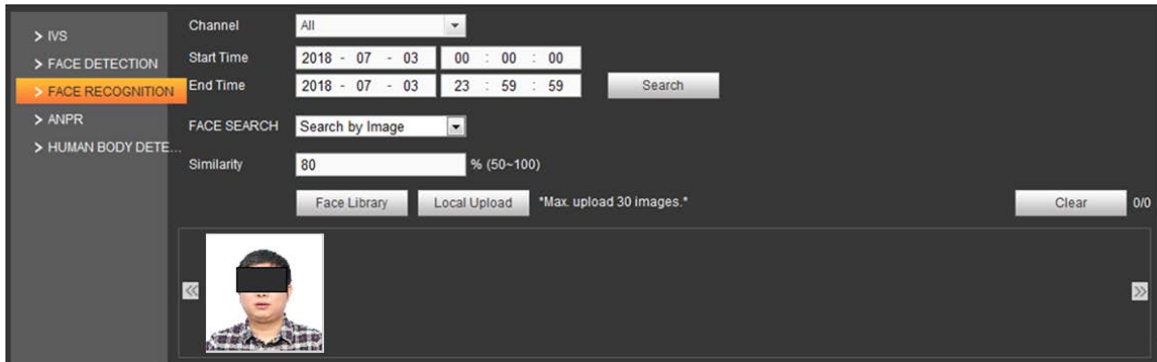 > IVS
> FACE DETECTION
> FACE RECOGNITION
> ANPR
> HUMAN BODY DETE...
Channel All
Start Time 2018 - 07 - 03 00 : 00 : 00
End Time 2018 - 07 - 03 23 : 59 : 59 Search
FACE SEARCH Search by Image
Similarity 80 % (50~100)
Face Library Local Upload *Max. upload 30 images.* Clear 0/0